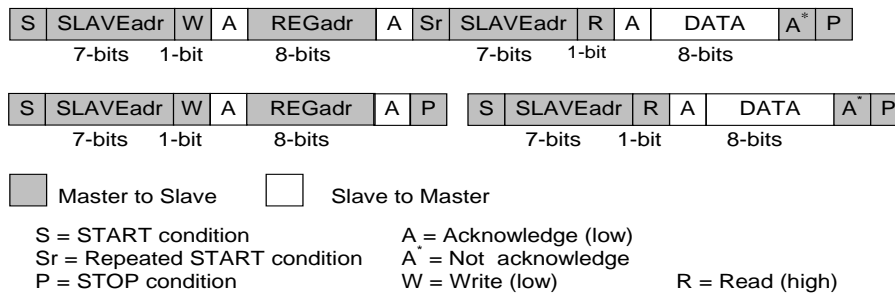 S SLAVEadr W A REGadr A Sr SLAVEadr R A DATA A* P
7-bits 1-bit 8-bits 7-bits 1-bit 8-bits
S SLAVEadr W A REGadr A P S SLAVEadr R A DATA A* P
7-bits 1-bit 8-bits 7-bits 1-bit 8-bits
Master to Slave Slave to Master
S = START condition A = Acknowledge (low)
Sr = Repeated START condition A* = Not acknowledge
P = STOP condition W = Write (low) R = Read (high)